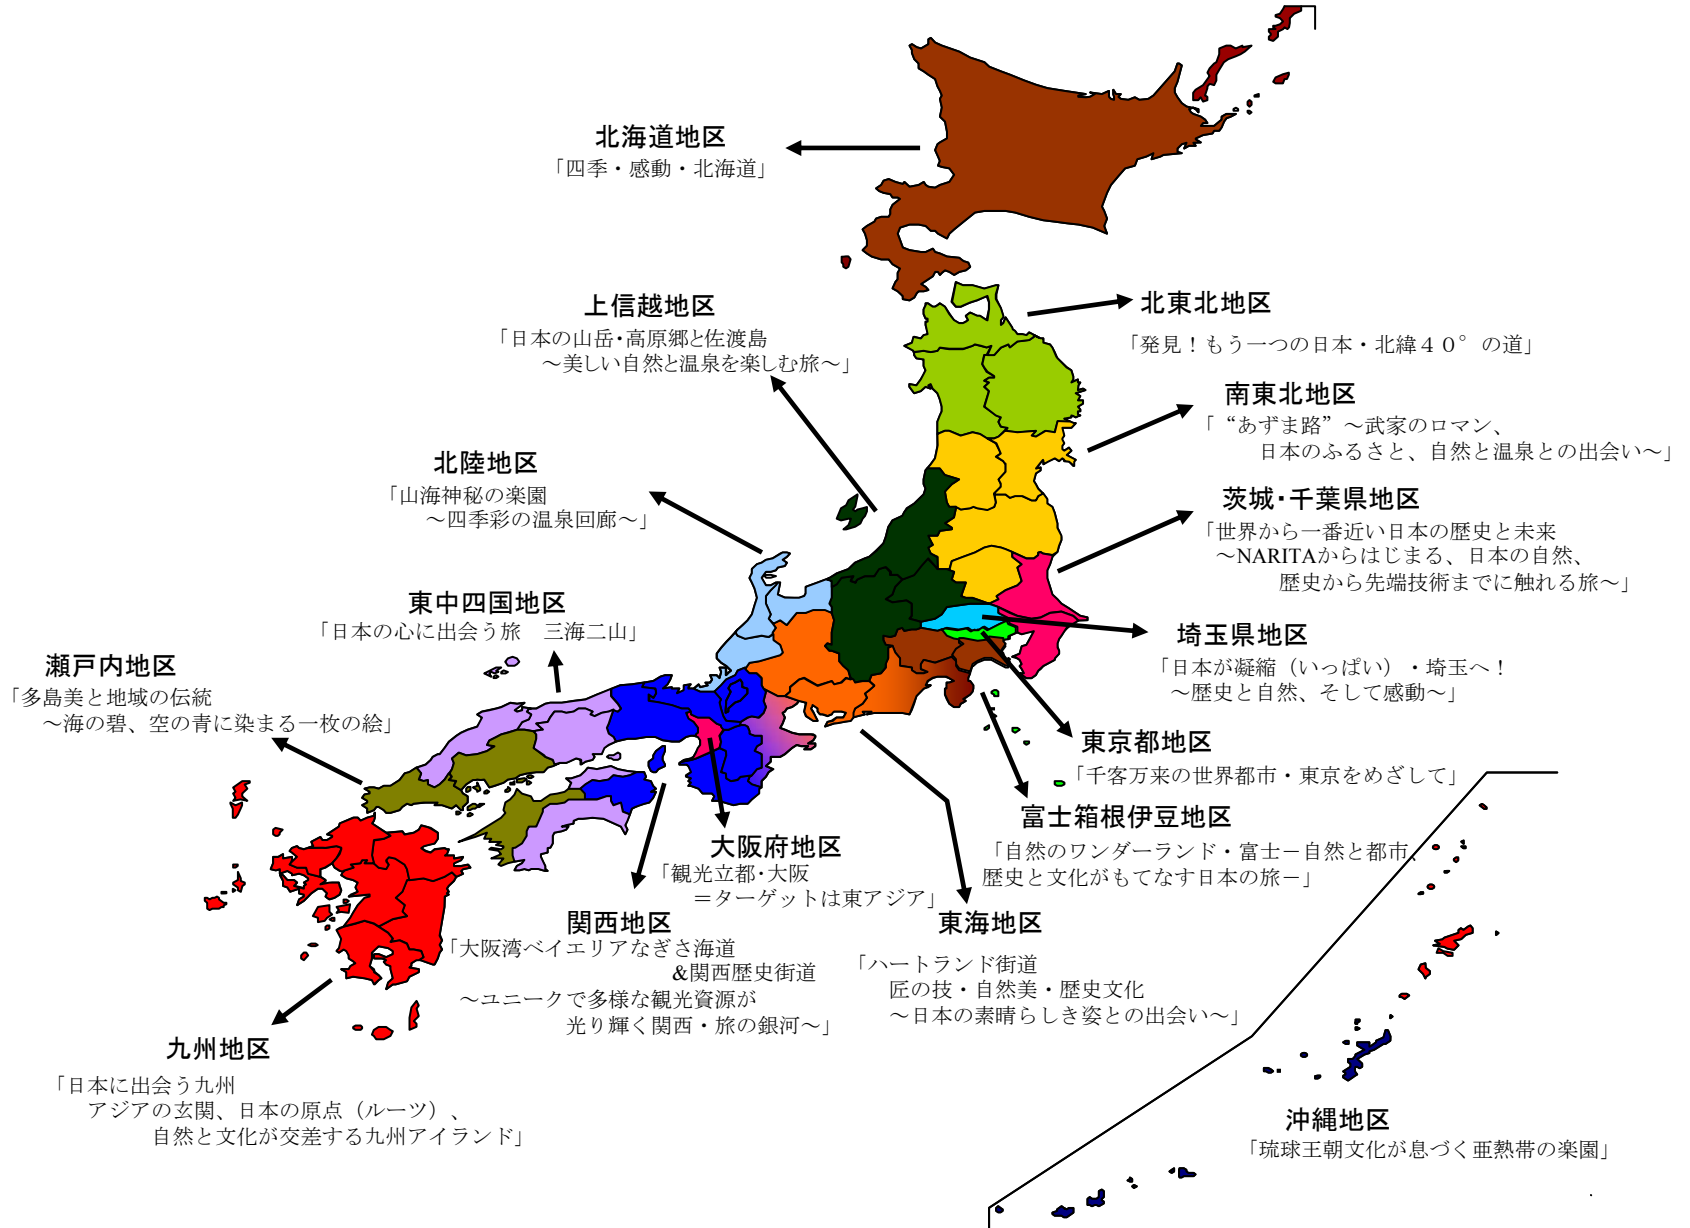 北海道地区
「四季・感動・北海道」
上信越地区
「日本の山岳・高原郷と佐渡島
～美しい自然と温泉を楽しむ旅～」
北東北地区
「発見！もう一つの日本・北緯４０°の道」
南東北地区
「“あずま路”～武家のロマン、
日本のふるさと、自然と温泉との出会い～」
北陸地区
「山海神秘の楽園
～四季彩の温泉回廊～」
茨城・千葉県地区
「世界から一番近い日本の歴史と未来
～NARITAからはじまる、日本の自然、
歴史から先端技術までに触れる旅～」
東中四国地区
「日本の心に出会う旅　三海二山」
埼玉県地区
「日本が凝縮（いっぱい）・埼玉へ！
～歴史と自然、そして感動～」
瀬戸内地区
「多島美と地域の伝統
～海の碧、空の青に染まる一枚の絵」
東京都地区
「千客万来の世界都市・東京をめざして」
富士箱根伊豆地区
「自然のワンダーランド・富士－自然と都市、
歴史と文化がもてなす日本の旅－」
大阪府地区
「観光立都・大阪
＝ターゲットは東アジア」
関西地区
「大阪湾ベイエリアなぎさ海道
&関西歴史街道
～ユニークで多様な観光資源が
光り輝く関西・旅の銀河～」
東海地区
「ハートランド街道
匠の技・自然美・歴史文化
～日本の素晴らしき姿との出会い～」
九州地区
「日本に出会う九州
アジアの玄関、日本の原点（ルーツ）、
自然と文化が交差する九州アイランド」
沖縄地区
「琉球王朝文化が息づく亜熱帯の楽園」